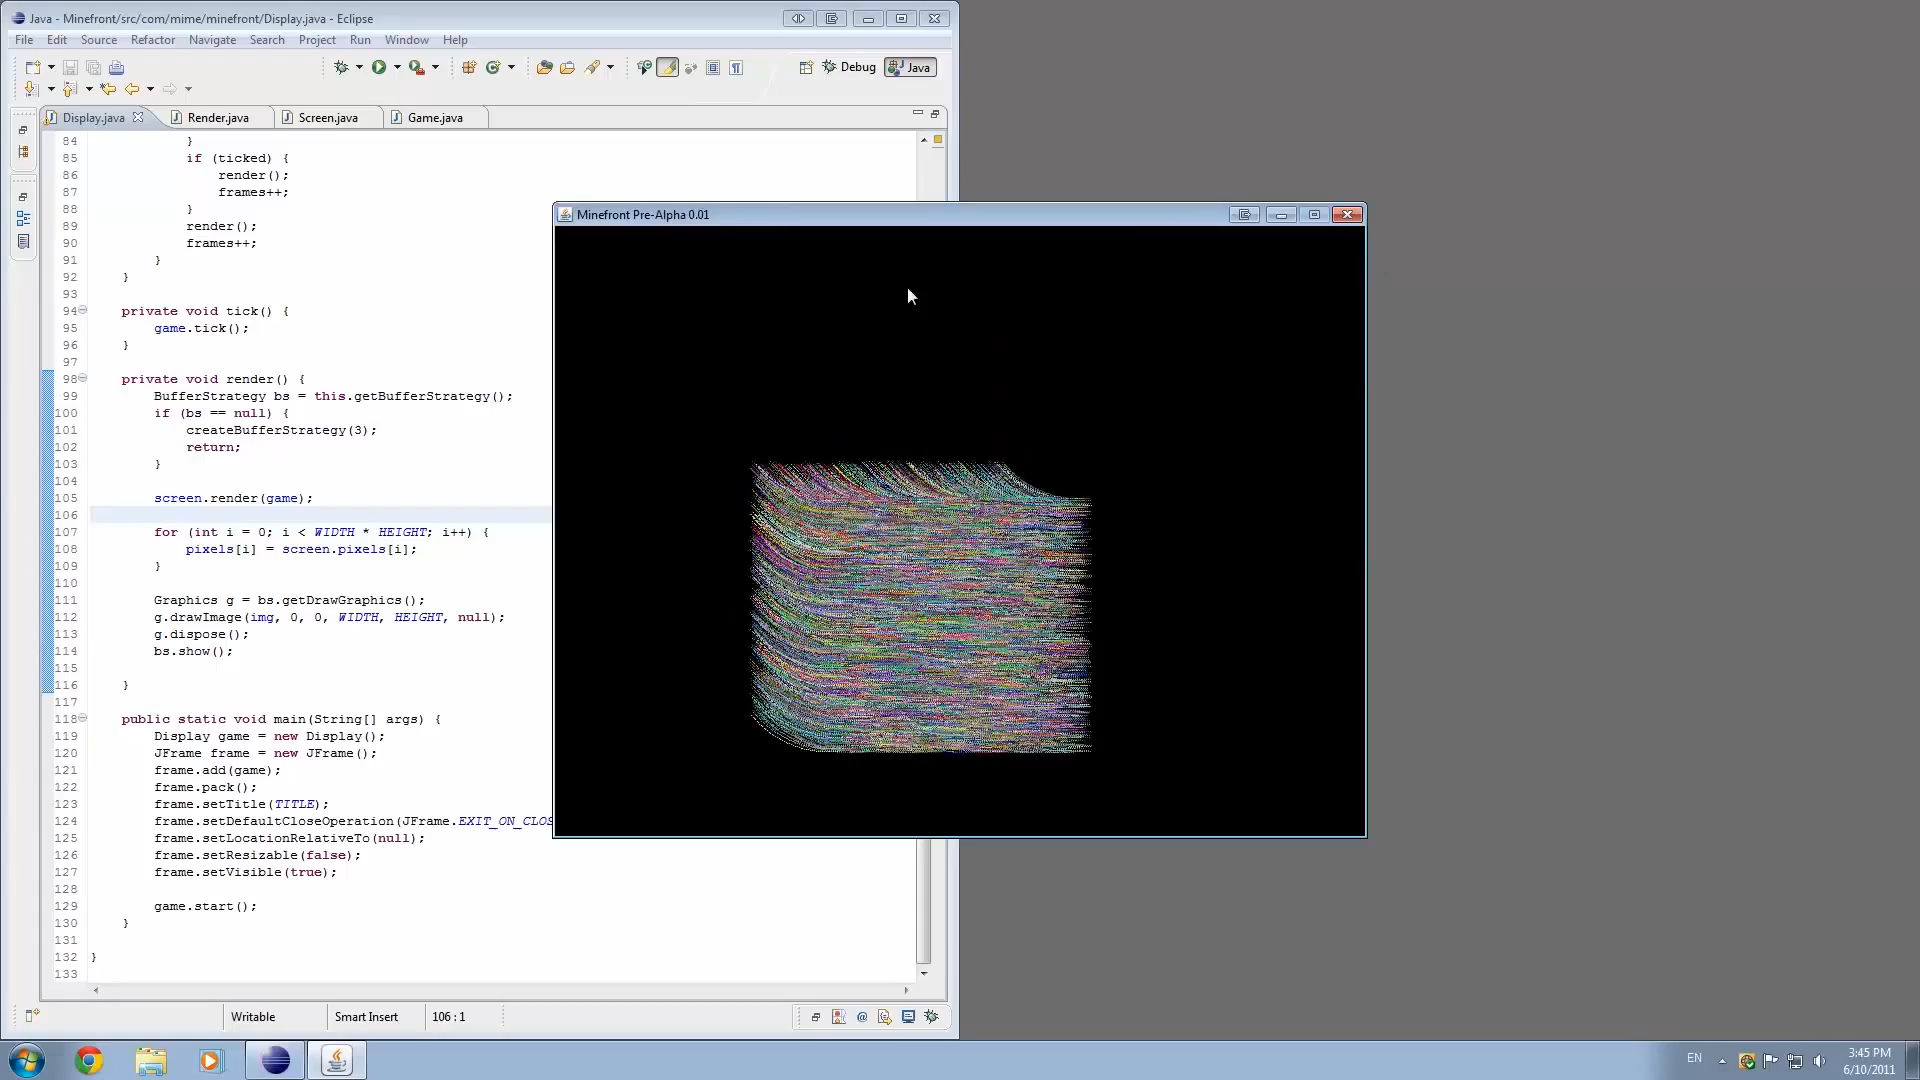 Java - Minefront/src/com/mime/minefront/Display.java - Eclipse
File Edit Source Refactor Navigate Search Project Run Window Help
Debug Java
Display.java Render.java Screen.java Game.java
84 }
85 if (ticked) {
86 render();
87 frames++;
88 }
89 render();
90 frames++;
91 }
92 }
93
94 private void tick() {
95 game.tick();
96 }
97
98 private void render() {
99 BufferStrategy bs = this.getBufferStrategy();
100 if (bs == null) {
101 createBufferStrategy(3);
102 return;
103 }
104
105 screen.render(game);
106
107 for (int i = 0; i < WIDTH * HEIGHT; i++) {
108 pixels[i] = screen.pixels[i];
109 }
110
111 Graphics g = bs.getDrawGraphics();
112 g.drawImage(img, 0, 0, WIDTH, HEIGHT, null);
113 g.dispose();
114 bs.show();
115
116 }
117
118 public static void main(String[] args) {
119 Display game = new Display();
120 JFrame frame = new JFrame();
121 frame.add(game);
122 frame.pack();
123 frame.setTitle(TITLE);
124 frame.setDefaultCloseOperation(JFrame.EXIT_ON_CLOS
125 frame.setLocationRelativeTo(null);
126 frame.setResizable(false);
127 frame.setVisible(true);
128
129 game.start();
130 }
131
132 }
133
Minefront Pre-Alpha 0.01
Writable Smart Insert 106 : 1
EN
3:45 PM
6/10/2011